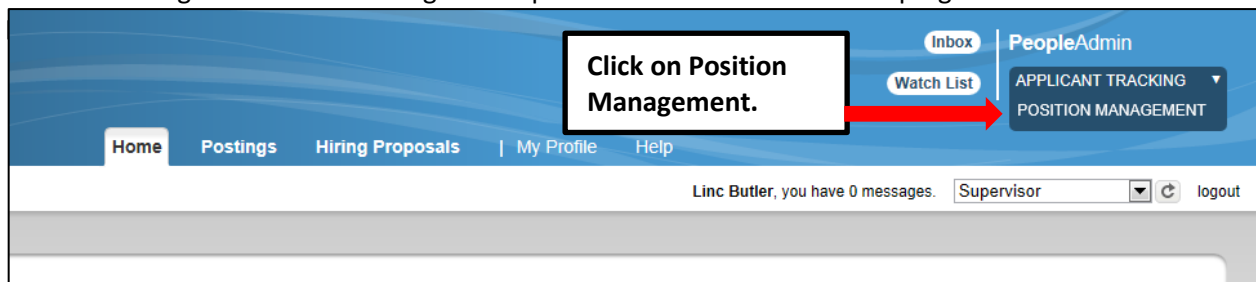 Inbox
PeopleAdmin
Click on Position
Management.
Watch List
APPLICANT TRACKING
POSITION MANAGEMENT
Home Postings Hiring Proposals | My Profile Help
Linc Butler, you have 0 messages. Supervisor logout